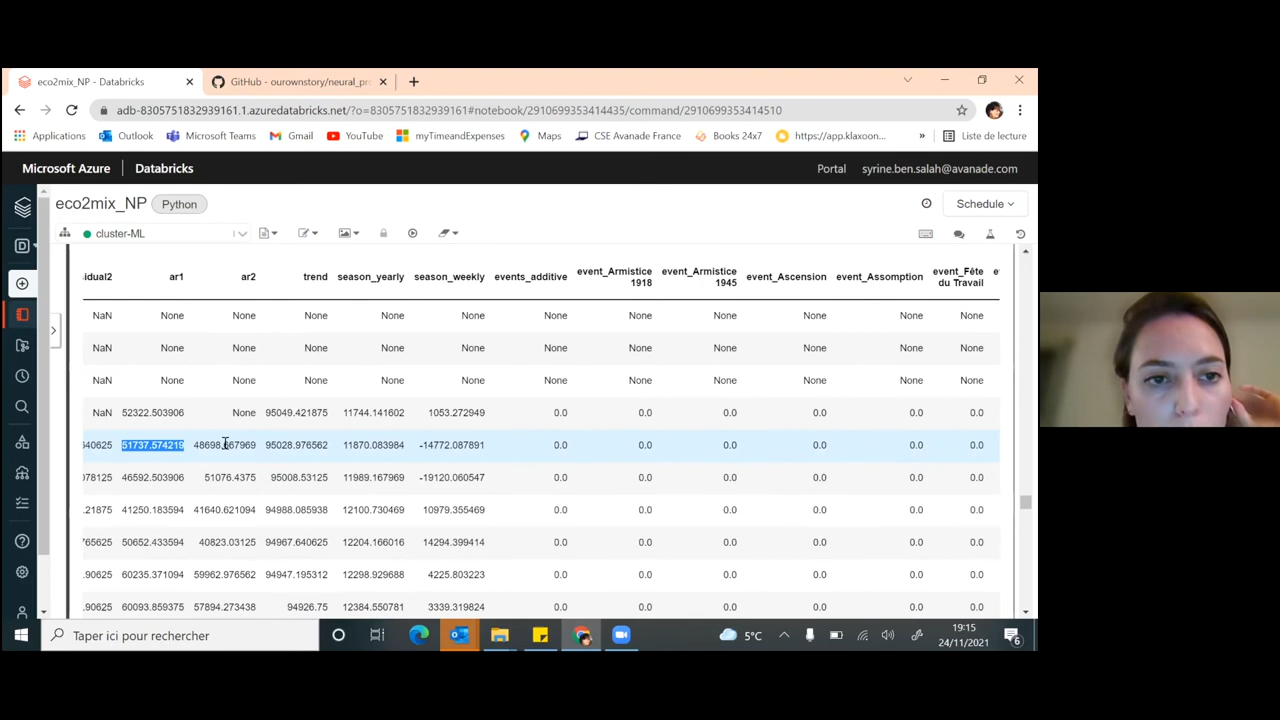 eco2mix_NP - Databricks
GitHub - ourownstory/neural_pro
adb-8305751832939161.1.azuredatabricks.net/?o=8305751832939161#notebook/2910699353414435/command/2910699353414510
Applications Outlook Microsoft Teams Gmail YouTube myTimeandExpenses Maps CSE Avanade France Books 24x7 https://app.klaxoon... » Liste de lecture
Microsoft Azure Databricks Portal syrine.ben.salah@avanade.com
eco2mix_NP Python Schedule
cluster-ML
idual2 ar1 ar2 trend season_yearly season_weekly events_additive event_Armistice 1918 event_Armistice 1945 event_Ascension event_Assomption event_Fête du Travail e
NaN None None None None None None None None None None None
NaN None None None None None None None None None None None
NaN None None None None None None None None None None None
NaN 52322.503906 None 95049.421875 11744.141602 1053.272949 0.0 0.0 0.0 0.0 0.0 0.0
640625 51737.574219 95028.976562 11870.083984 -14772.087891 0.0 0.0 0.0 0.0 0.0 0.0
078125 46592.503906 51076.4375 95008.53125 11989.167969 -19120.060547 0.0 0.0 0.0 0.0 0.0 0.0
.21875 41250.183594 41640.621094 94988.085938 12100.730469 10979.355469 0.0 0.0 0.0 0.0 0.0 0.0
765625 50652.433594 40823.03125 94967.640625 12204.166016 14294.399414 0.0 0.0 0.0 0.0 0.0 0.0
.90625 60235.371094 59962.976562 94947.195312 12298.929688 4225.803223 0.0 0.0 0.0 0.0 0.0 0.0
.90625 60093.859375 57894.273438 94926.75 12384.550781 3339.319824 0.0 0.0 0.0 0.0 0.0 0.0
Taper ici pour rechercher
5°C
19:15
24/11/2021
6